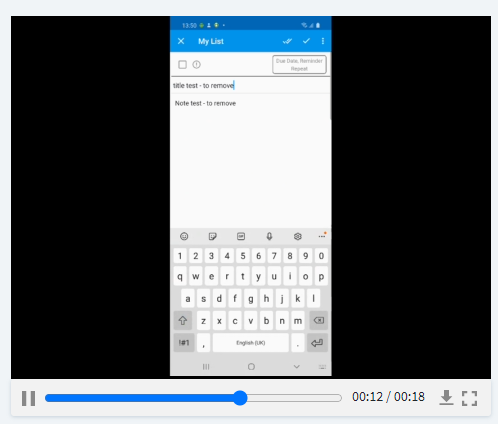 13:50
My List
Due Date, Reminder
Repeat
title test - to remove
Note test - to remove
1 2 3 4 5 6 7 8 9 0
q w e r t y u i o p
a s d f g h j k l
z x c v b n m
!#1 , English (UK) .
00:12 / 00:18